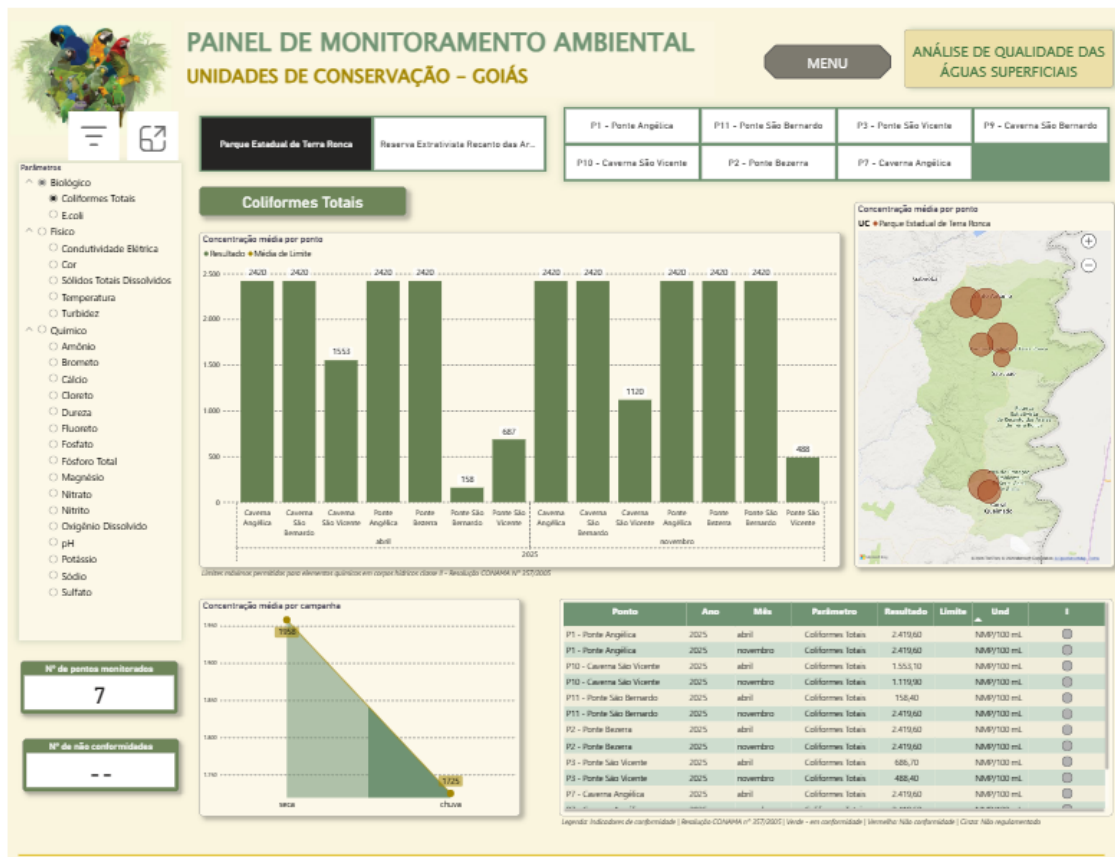 PAINEL DE MONITORAMENTO AMBIENTAL
UNIDADES DE CONSERVAÇÃO – GOIÁS
MENU
ANÁLISE DE QUALIDADE DAS
ÁGUAS SUPERFICIAIS
Parque Estadual de Terra Ronca
Reserva Extrativista Recanto das Ar...
P1 - Ponte Angélica
P11 - Ponte São Bernardo
P3 - Ponte São Vicente
P9 - Caverna São Bernardo
P10 - Caverna São Vicente
P2 - Ponte Bezerra
P7 - Caverna Angélica
Parâmetros
Biológico
Coliformes Totais
E.coli
Físico
Condutividade Elétrica
Cor
Sólidos Totais Dissolvidos
Temperatura
Turbidez
Químico
Amônio
Brometo
Cálcio
Cloreto
Dureza
Fluoreto
Fosfato
Fósforo Total
Magnésio
Nitrato
Nitrito
Oxigênio Dissolvido
pH
Potássio
Sódio
Sulfato
Nº de pontos monitorados
7
Nº de não conformidades
--
Coliformes Totais
Concentração média por ponto
Resultado Média de Limite
2.500
2.000
1.500
1.000
500
0
2420 2420 1553 2420 2420 158 687 2420 2420 1120 2420 2420 2420 488
Caverna Angélica
Caverna São Bernardo
Caverna São Vicente
Ponte Angélica
Ponte Bezerra
Ponte São Bernardo
Ponte São Vicente
Caverna Angélica
Caverna São Bernardo
Caverna São Vicente
Ponte Angélica
Ponte Bezerra
Ponte São Bernardo
Ponte São Vicente
abril novembro
2025
Limites máximos permitidos para elementos químicos em corpos hídricos classe II - Resolução CONAMA Nº 357/2005
Concentração média por ponto
UC Parque Estadual de Terra Ronca
Concentração média por campanha
1.950
1.900
1.850
1.800
1.750
1958
1725
seca chuva
Ponto Ano Mês Parâmetro Resultado Limite Und I
P1 - Ponte Angélica 2025 abril Coliformes Totais 2.419,60 NMP/100 mL
P1 - Ponte Angélica 2025 novembro Coliformes Totais 2.419,60 NMP/100 mL
P10 - Caverna São Vicente 2025 abril Coliformes Totais 1.553,10 NMP/100 mL
P10 - Caverna São Vicente 2025 novembro Coliformes Totais 1.119,90 NMP/100 mL
P11 - Ponte São Bernardo 2025 abril Coliformes Totais 158,40 NMP/100 mL
P11 - Ponte São Bernardo 2025 novembro Coliformes Totais 2.419,60 NMP/100 mL
P2 - Ponte Bezerra 2025 abril Coliformes Totais 2.419,60 NMP/100 mL
P2 - Ponte Bezerra 2025 novembro Coliformes Totais 2.419,60 NMP/100 mL
P3 - Ponte São Vicente 2025 abril Coliformes Totais 686,70 NMP/100 mL
P3 - Ponte São Vicente 2025 novembro Coliformes Totais 488,40 NMP/100 mL
P7 - Caverna Angélica 2025 abril Coliformes Totais 2.419,60 NMP/100 mL
Legenda: Indicadores de conformidade | Resolução CONAMA nº 357/2005 | Verde - em conformidade | Vermelho: Não conformidade | Cinza: Não regulamentado